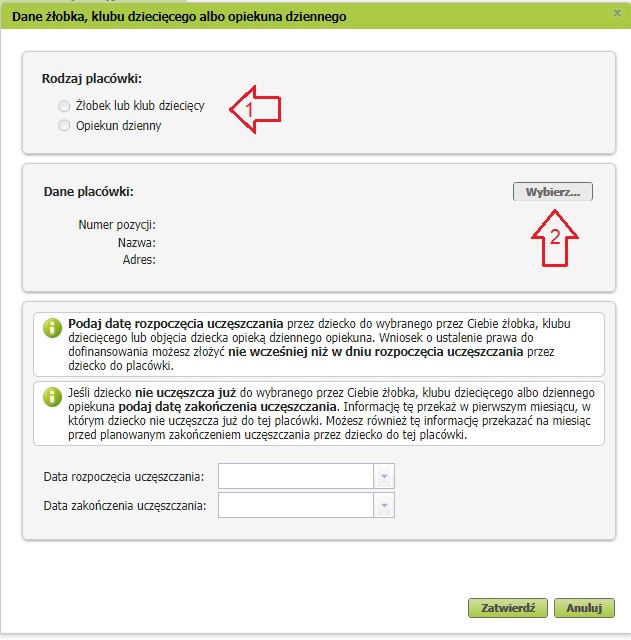 Dane żłobka, klubu dziecięcego albo opiekuna dziennego
x
Rodzaj placówki:
Żłobek lub klub dziecięcy
1
Opiekun dzienny
Dane placówki:
Wybierz...
Numer pozycji:
2
Nazwa:
Adres:
Podaj datę rozpoczęcia uczęszczania przez dziecko do wybranego przez Ciebie żłobka, klubu
dziecięcego lub objęcia dziecka opieką dziennego opiekuna. Wniosek o ustalenie prawa do
dofinansowania możesz złożyć nie wcześniej niż w dniu rozpoczęcia uczęszczania przez
dziecko do placówki.
Jeśli dziecko nie uczęszcza już do wybranego przez Ciebie żłobka, klubu dziecięcego albo dziennego
opiekuna podaj datę zakończenia uczęszczania. Informację tę przekaż w pierwszym miesiącu, w
którym dziecko nie uczęszcza już do tej placówki. Możesz również tę informację przekazać na miesiąc
przed planowanym zakończeniem uczęszczania przez dziecko do tej placówki.
Data rozpoczęcia uczęszczania:
Data zakończenia uczęszczania:
Zatwierdź
Anuluj